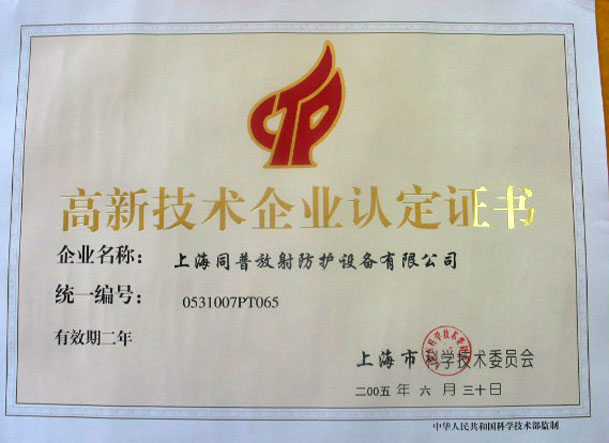 高新技术企业认定证书
企业名称: 上海同普放射防护设备有限公司
统一编号: 0531007PT065
有效期二年
上海市科学技术委员会
二00五 年 六 月 三十日
中华人民共和国科学技术部监制